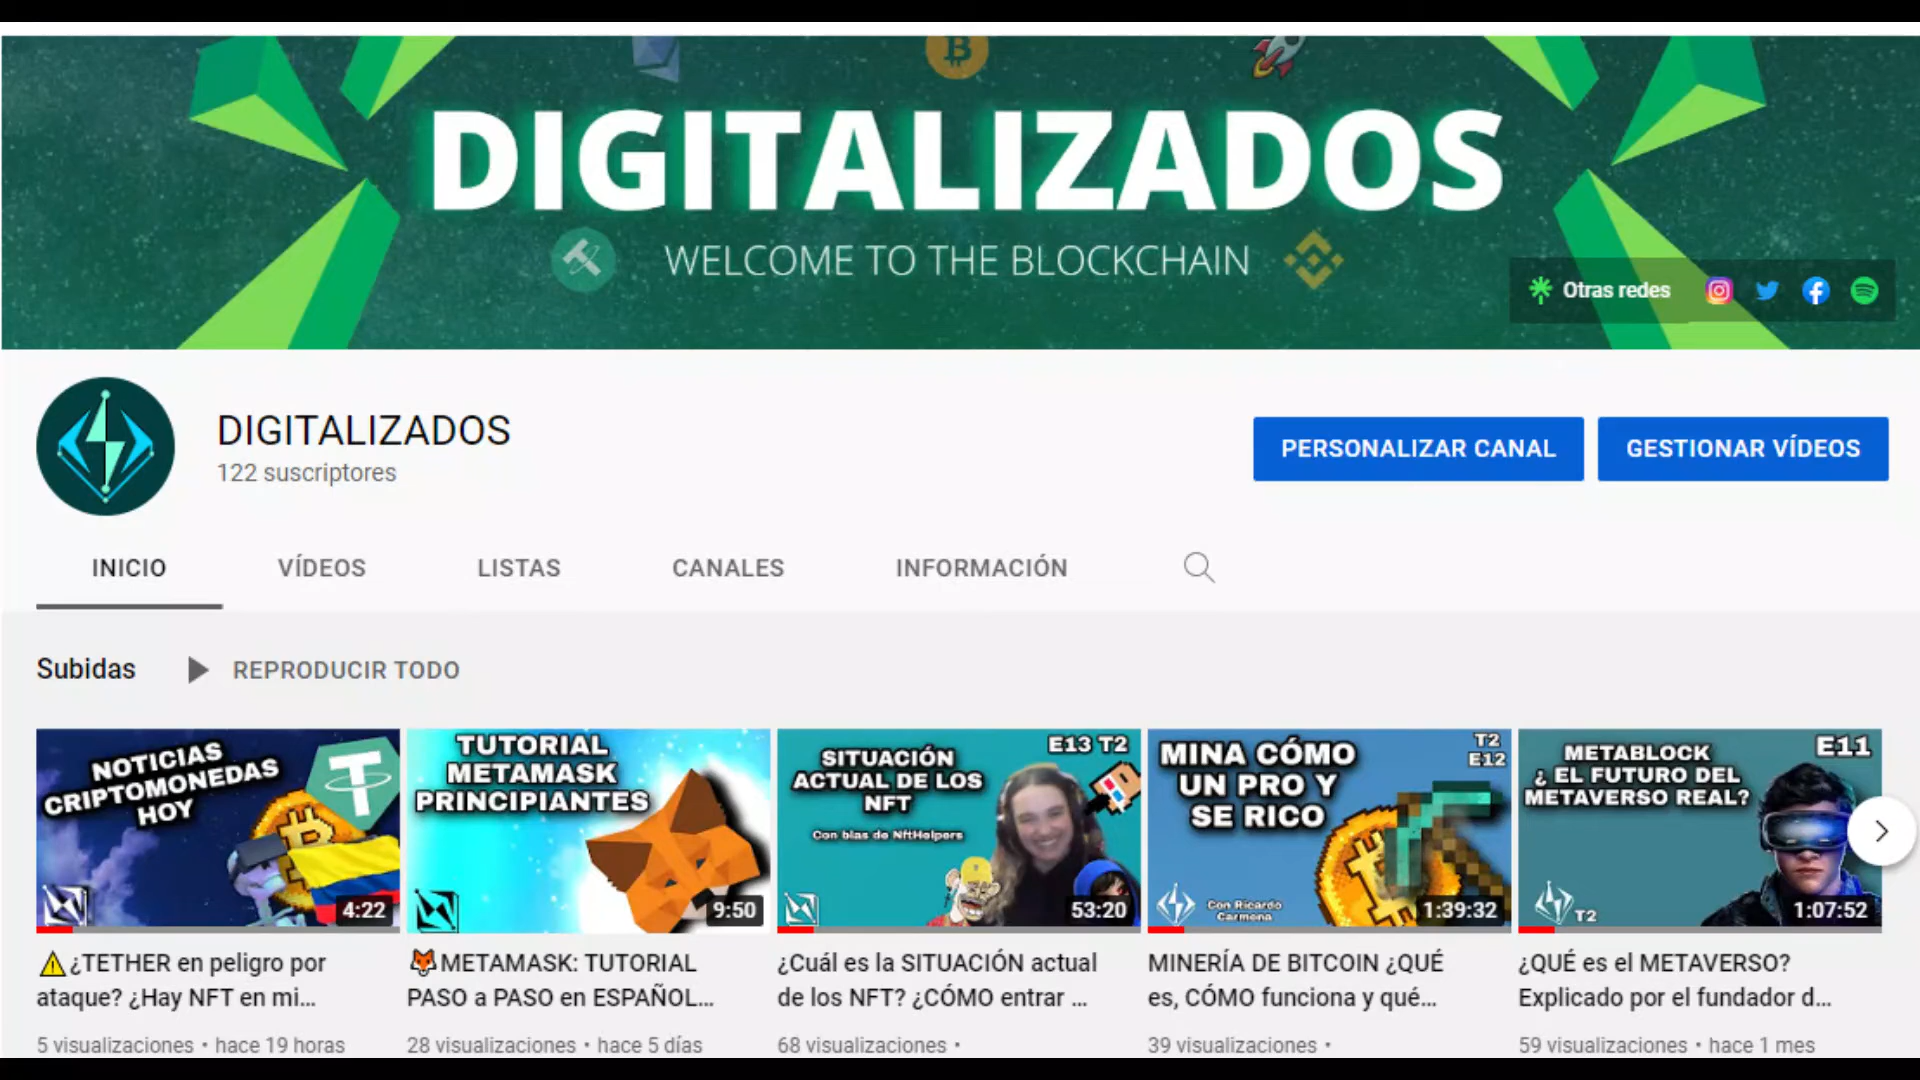 DIGITALIZADOS
WELCOME TO THE BLOCKCHAIN
Otras redes
DIGITALIZADOS
122 suscriptores
PERSONALIZAR CANAL
GESTIONAR VÍDEOS
INICIO
VÍDEOS
LISTAS
CANALES
INFORMACIÓN
Subidas
REPRODUCIR TODO
NOTICIAS
CRIPTOMONEDAS
HOY
4:22
⚠¿TETHER en peligro por
ataque? ¿Hay NFT en mi...
5 visualizaciones • hace 19 horas
TUTORIAL
METAMASK
PRINCIPIANTES
9:50
🦊METAMASK: TUTORIAL
PASO a PASO en ESPAÑOL...
28 visualizaciones • hace 5 días
E13 T2
SITUACIÓN
ACTUAL DE LOS
NFT
Con blas de NftHelpers
53:20
¿Cuál es la SITUACIÓN actual
de los NFT? ¿CÓMO entrar ...
68 visualizaciones •
T2
E12
MINA CÓMO
UN PRO Y
SE RICO
Con Ricardo
Carmona
1:39:32
MINERÍA DE BITCOIN ¿QUÉ
es, CÓMO funciona y qué...
39 visualizaciones •
E11
METABLOCK
¿ EL FUTURO DEL
METAVERSO REAL?
T2
1:07:52
¿QUÉ es el METAVERSO?
Explicado por el fundador d...
59 visualizaciones • hace 1 mes